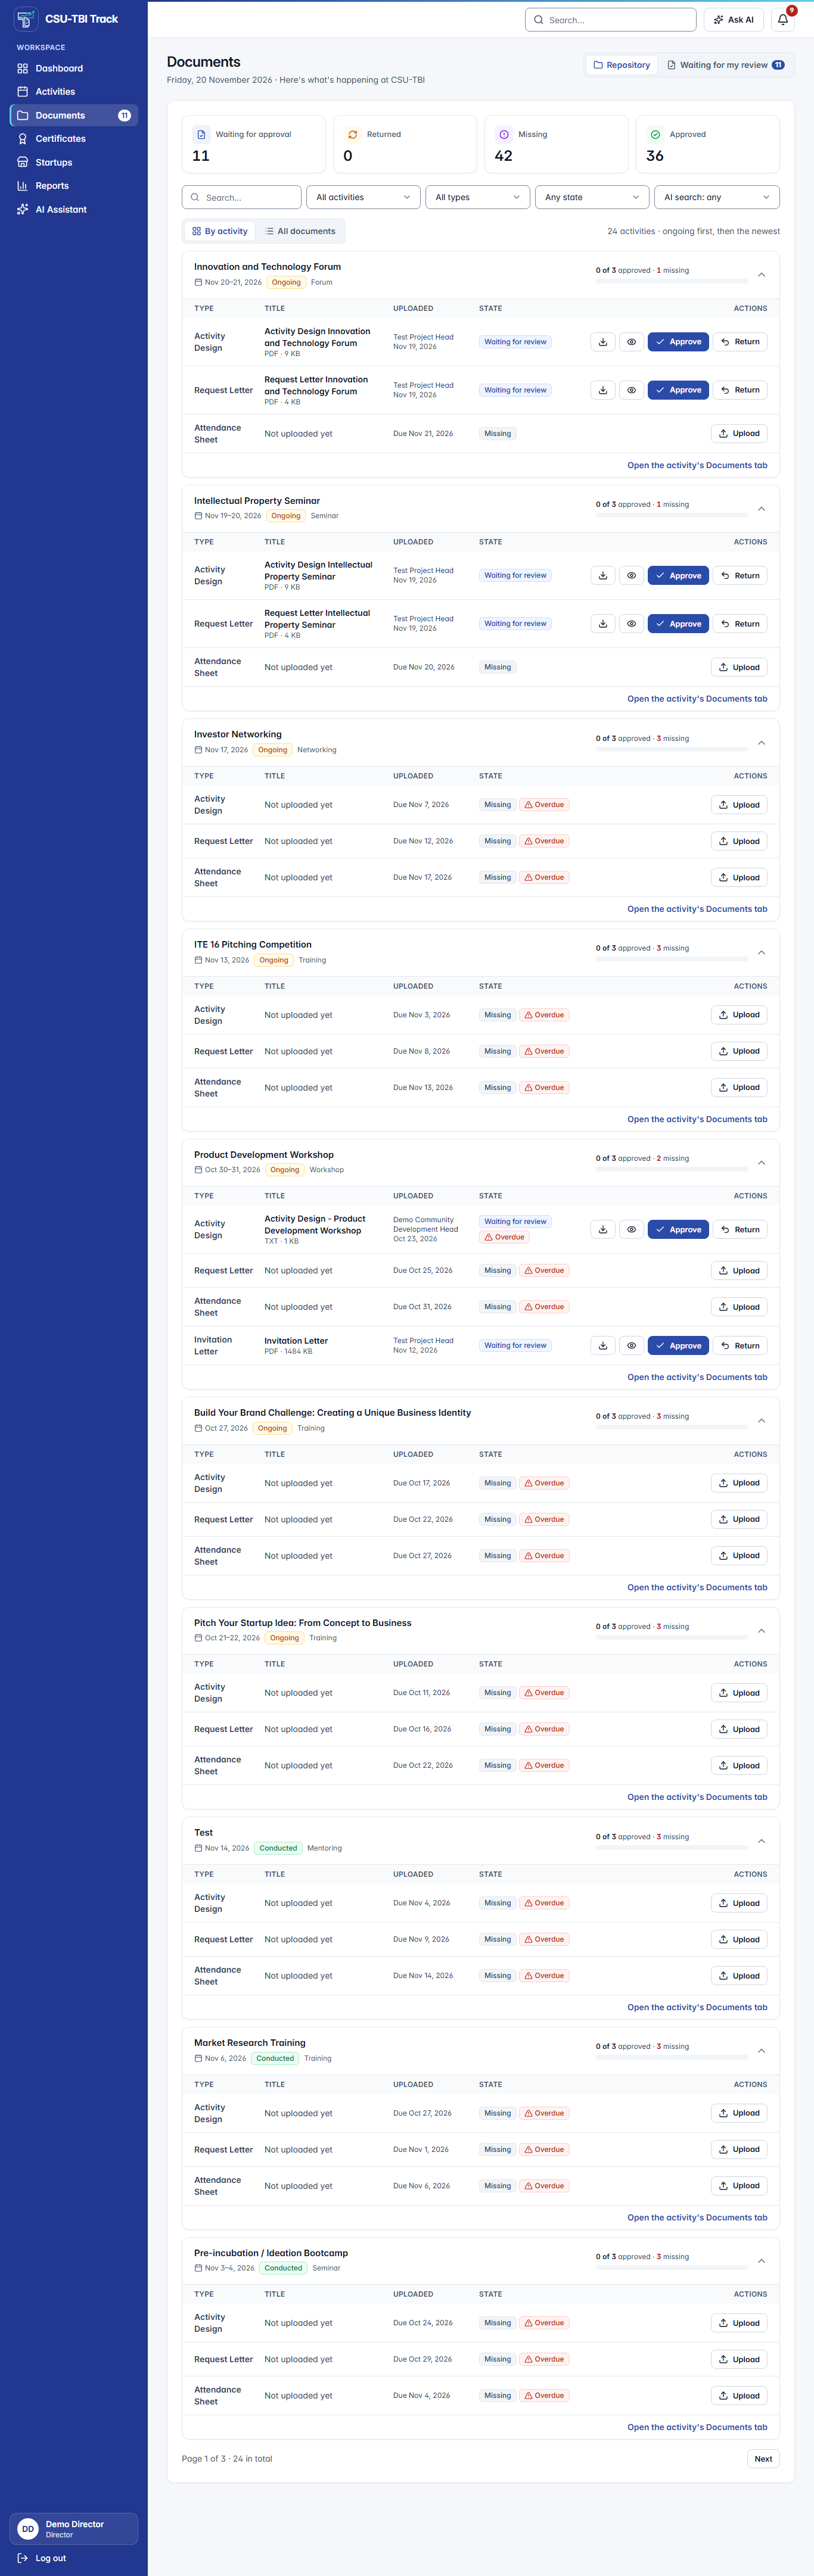 CSU-TBI Track
WORKSPACE
Dashboard
Activities
Documents 11
Certificates
Startups
Reports
AI Assistant
Search...
Ask AI
9
Documents
Friday, 20 November 2026 · Here's what's happening at CSU-TBI
Repository
Waiting for my review 11
Waiting for approval
11
Returned
0
Missing
42
Approved
36
Search...
All activities
All types
Any state
AI search: any
By activity
All documents
24 activities · ongoing first, then the newest
Innovation and Technology Forum
Nov 20–21, 2026 Ongoing Forum
0 of 3 approved · 1 missing
TYPE TITLE UPLOADED STATE ACTIONS
Activity Design
Activity Design Innovation and Technology Forum
PDF · 9 KB
Test Project Head
Nov 19, 2026
Waiting for review
Approve Return
Request Letter
Request Letter Innovation and Technology Forum
PDF · 4 KB
Test Project Head
Nov 19, 2026
Waiting for review
Approve Return
Attendance Sheet
Not uploaded yet
Due Nov 21, 2026
Missing
Upload
Open the activity's Documents tab
Intellectual Property Seminar
Nov 19–20, 2026 Ongoing Seminar
0 of 3 approved · 1 missing
TYPE TITLE UPLOADED STATE ACTIONS
Activity Design
Activity Design Intellectual Property Seminar
PDF · 9 KB
Test Project Head
Nov 19, 2026
Waiting for review
Approve Return
Request Letter
Request Letter Intellectual Property Seminar
PDF · 4 KB
Test Project Head
Nov 19, 2026
Waiting for review
Approve Return
Attendance Sheet
Not uploaded yet
Due Nov 20, 2026
Missing
Upload
Open the activity's Documents tab
Investor Networking
Nov 17, 2026 Ongoing Networking
0 of 3 approved · 3 missing
TYPE TITLE UPLOADED STATE ACTIONS
Activity Design Not uploaded yet Due Nov 7, 2026 Missing Overdue Upload
Request Letter Not uploaded yet Due Nov 12, 2026 Missing Overdue Upload
Attendance Sheet Not uploaded yet Due Nov 17, 2026 Missing Overdue Upload
Open the activity's Documents tab
ITE 16 Pitching Competition
Nov 13, 2026 Ongoing Training
0 of 3 approved · 3 missing
TYPE TITLE UPLOADED STATE ACTIONS
Activity Design Not uploaded yet Due Nov 3, 2026 Missing Overdue Upload
Request Letter Not uploaded yet Due Nov 8, 2026 Missing Overdue Upload
Attendance Sheet Not uploaded yet Due Nov 13, 2026 Missing Overdue Upload
Open the activity's Documents tab
Product Development Workshop
Oct 30–31, 2026 Ongoing Workshop
0 of 3 approved · 2 missing
TYPE TITLE UPLOADED STATE ACTIONS
Activity Design
Activity Design - Product Development Workshop
TXT · 1 KB
Demo Community Development Head
Oct 23, 2026
Waiting for review
Overdue
Approve Return
Request Letter Not uploaded yet Due Oct 25, 2026 Missing Overdue Upload
Attendance Sheet Not uploaded yet Due Oct 31, 2026 Missing Overdue Upload
Invitation Letter
Invitation Letter
PDF · 1484 KB
Test Project Head
Nov 12, 2026
Waiting for review
Approve Return
Open the activity's Documents tab
Build Your Brand Challenge: Creating a Unique Business Identity
Oct 27, 2026 Ongoing Training
0 of 3 approved · 3 missing
TYPE TITLE UPLOADED STATE ACTIONS
Activity Design Not uploaded yet Due Oct 17, 2026 Missing Overdue Upload
Request Letter Not uploaded yet Due Oct 22, 2026 Missing Overdue Upload
Attendance Sheet Not uploaded yet Due Oct 27, 2026 Missing Overdue Upload
Open the activity's Documents tab
Pitch Your Startup Idea: From Concept to Business
Oct 21–22, 2026 Ongoing Training
0 of 3 approved · 3 missing
TYPE TITLE UPLOADED STATE ACTIONS
Activity Design Not uploaded yet Due Oct 11, 2026 Missing Overdue Upload
Request Letter Not uploaded yet Due Oct 16, 2026 Missing Overdue Upload
Attendance Sheet Not uploaded yet Due Oct 22, 2026 Missing Overdue Upload
Open the activity's Documents tab
Test
Nov 14, 2026 Conducted Mentoring
0 of 3 approved · 3 missing
TYPE TITLE UPLOADED STATE ACTIONS
Activity Design Not uploaded yet Due Nov 4, 2026 Missing Overdue Upload
Request Letter Not uploaded yet Due Nov 9, 2026 Missing Overdue Upload
Attendance Sheet Not uploaded yet Due Nov 14, 2026 Missing Overdue Upload
Open the activity's Documents tab
Market Research Training
Nov 6, 2026 Conducted Training
0 of 3 approved · 3 missing
TYPE TITLE UPLOADED STATE ACTIONS
Activity Design Not uploaded yet Due Oct 27, 2026 Missing Overdue Upload
Request Letter Not uploaded yet Due Nov 1, 2026 Missing Overdue Upload
Attendance Sheet Not uploaded yet Due Nov 6, 2026 Missing Overdue Upload
Open the activity's Documents tab
Pre-incubation / Ideation Bootcamp
Nov 3–4, 2026 Conducted Seminar
0 of 3 approved · 3 missing
TYPE TITLE UPLOADED STATE ACTIONS
Activity Design Not uploaded yet Due Oct 24, 2026 Missing Overdue Upload
Request Letter Not uploaded yet Due Oct 29, 2026 Missing Overdue Upload
Attendance Sheet Not uploaded yet Due Nov 4, 2026 Missing Overdue Upload
Open the activity's Documents tab
Page 1 of 3 · 24 in total
Next
DD
Demo Director
Director
Log out